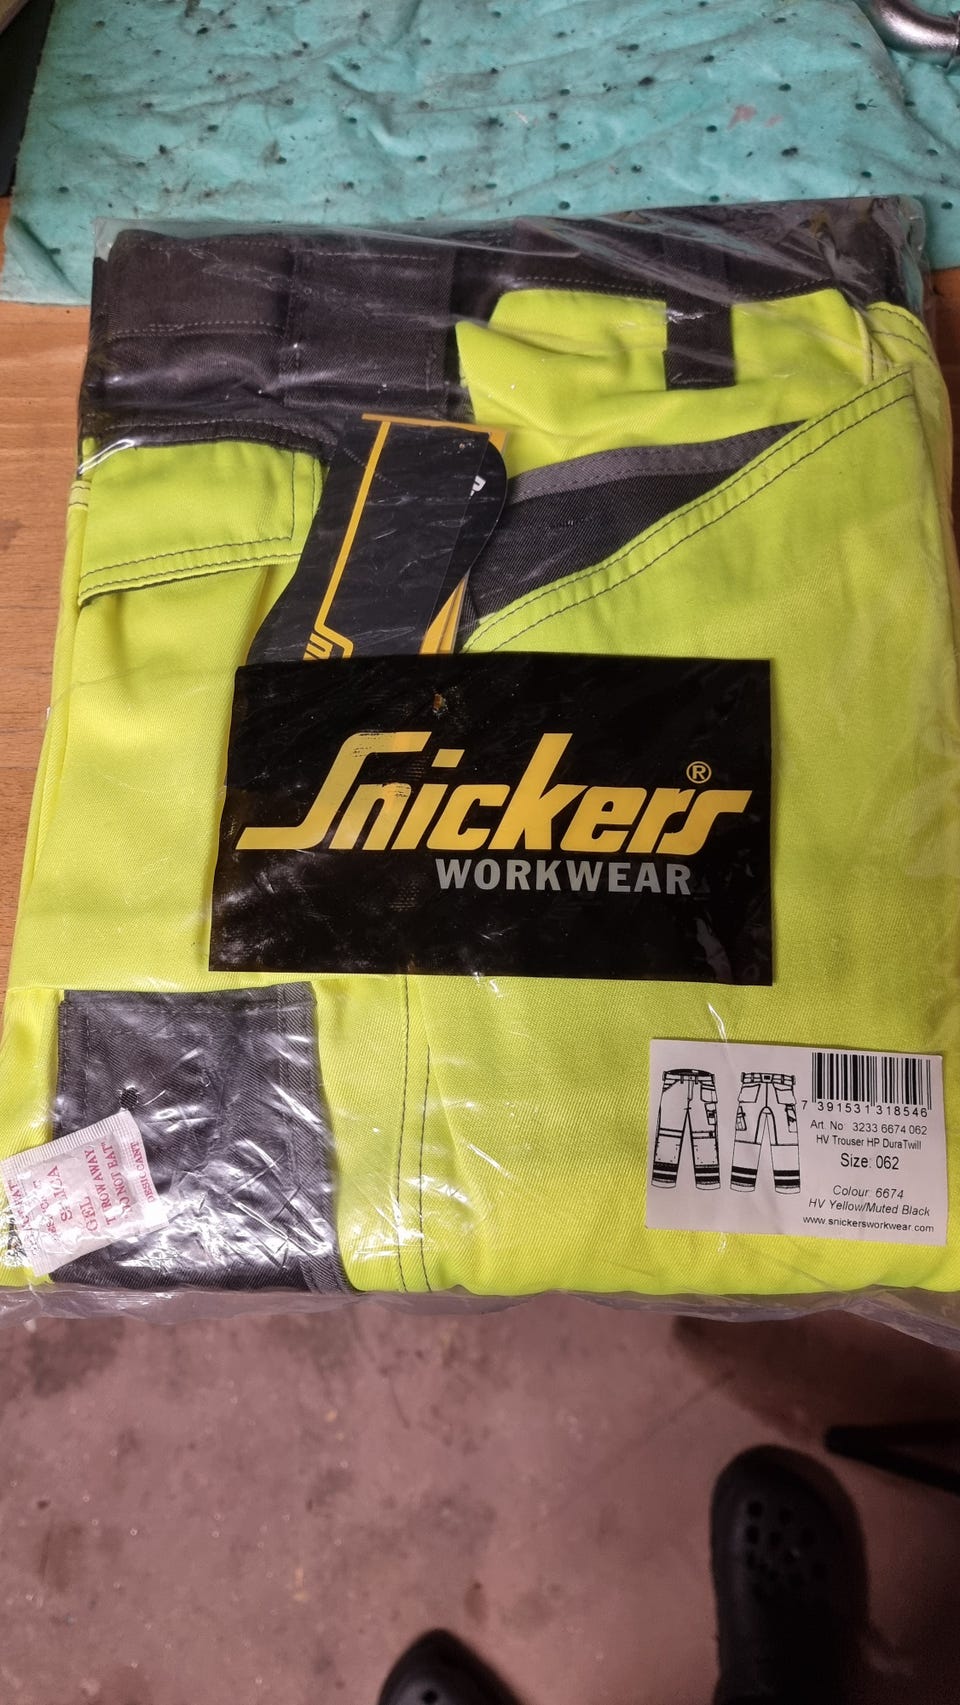 Snickers®
WORKWEAR
7 391531 318546
Art. No 3233 6674 062
HV Trouser HP DuraTwill
Size: 062
Colour: 6674
HV Yellow/Muted Black
www.snickersworkwear.com
SILICA
GEL
THROW AWAY
DO NOT EAT
DESICCANT